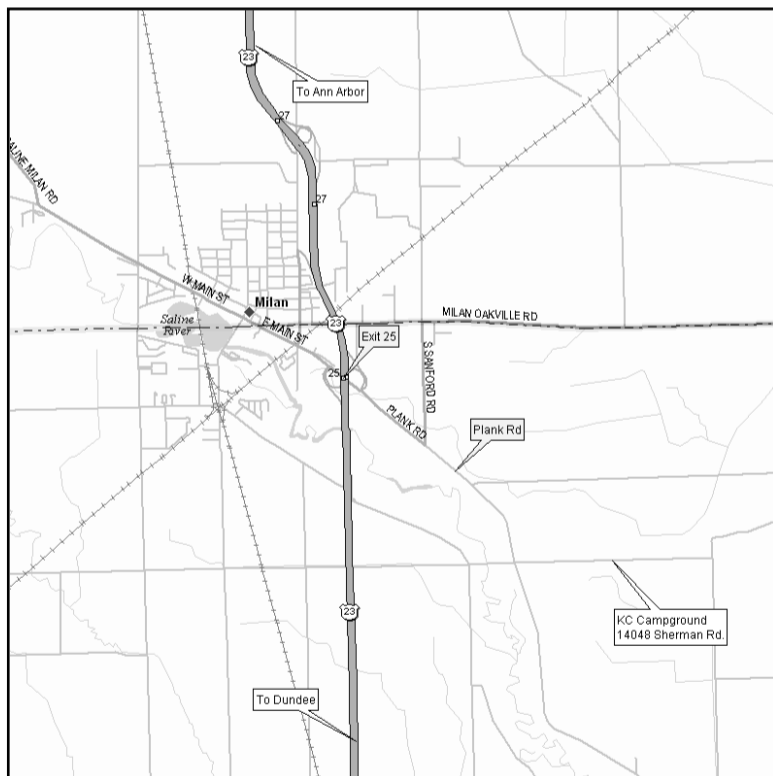 23
To Ann Arbor
27
SALINE MILAN RD
27
W MAIN ST
Milan
Saline
River
E MAIN ST
23
MILAN OAKVILLE RD
Exit 25
25
S SANFORD RD
PLANK RD
Plank Rd
23
KC Campground
14048 Sherman Rd.
To Dundee